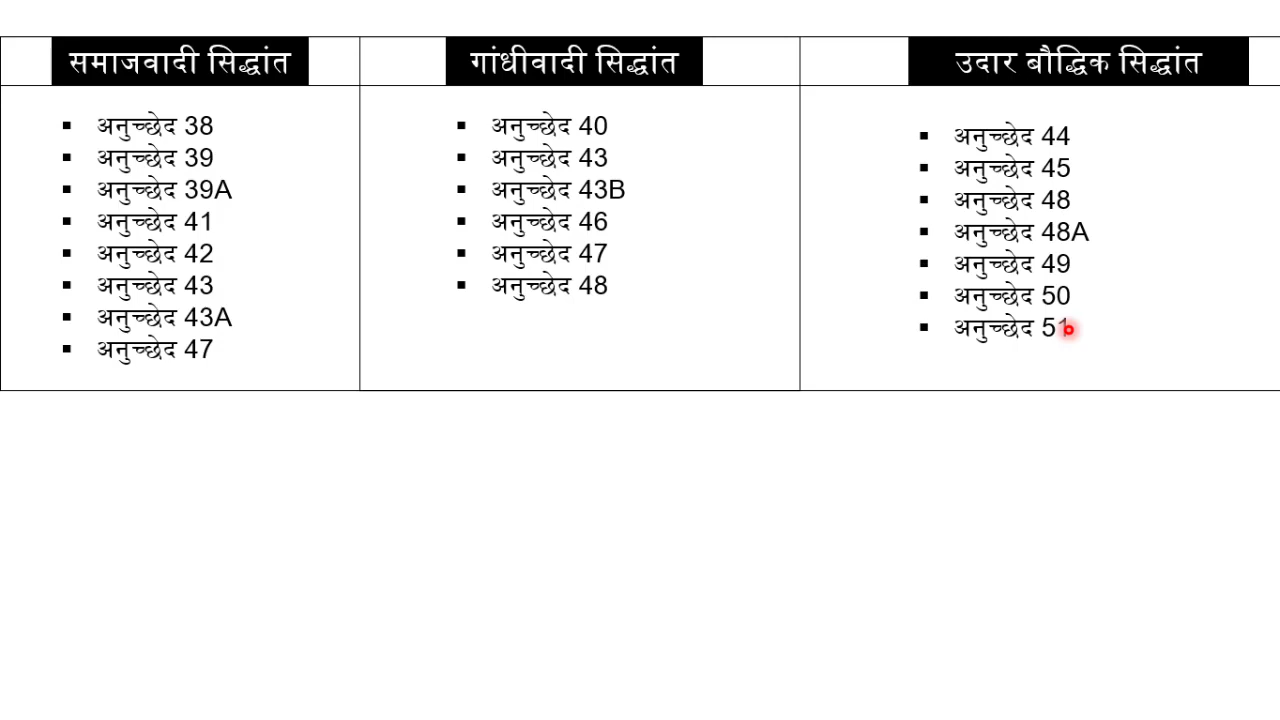 समाजवादी सिद्धांत
अनुच्छेद 38
अनुच्छेद 39
अनुच्छेद 39A
अनुच्छेद 41
अनुच्छेद 42
अनुच्छेद 43
अनुच्छेद 43A
अनुच्छेद 47
गांधीवादी सिद्धांत
अनुच्छेद 40
अनुच्छेद 43
अनुच्छेद 43B
अनुच्छेद 46
अनुच्छेद 47
अनुच्छेद 48
उदार बौद्धिक सिद्धांत
अनुच्छेद 44
अनुच्छेद 45
अनुच्छेद 48
अनुच्छेद 48A
अनुच्छेद 49
अनुच्छेद 50
अनुच्छेद 51